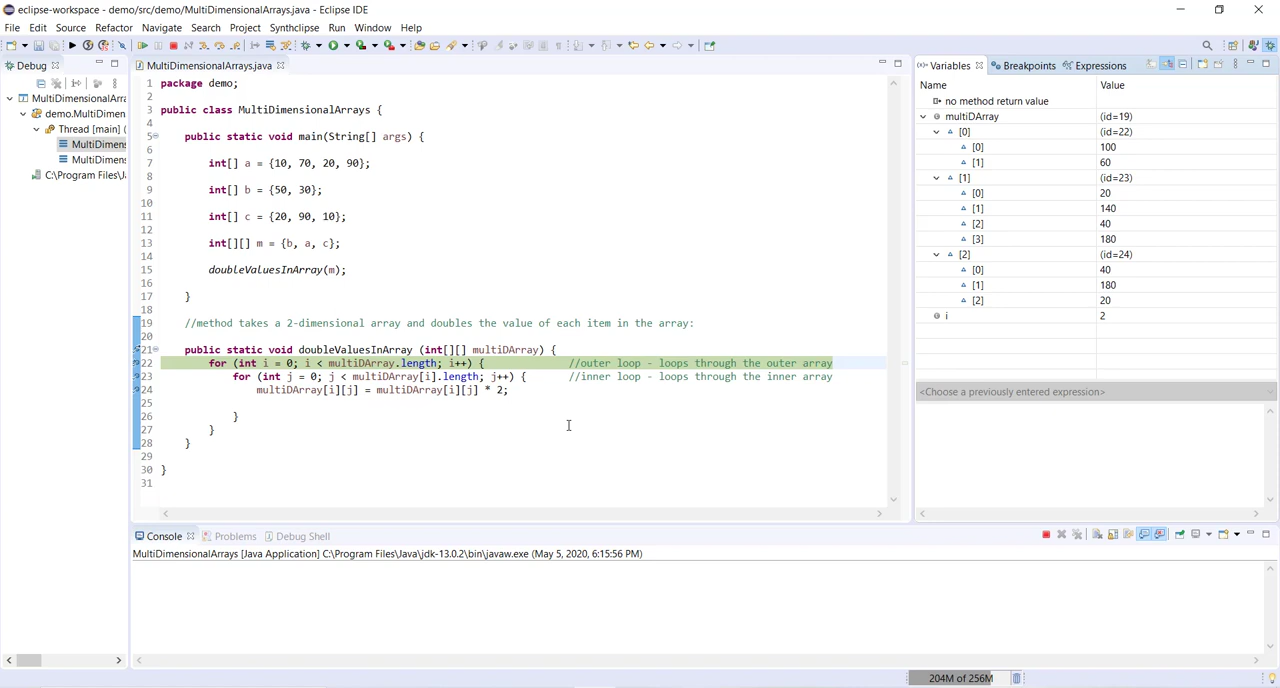 eclipse-workspace - demo/src/demo/MultiDimensionalArrays.java - Eclipse IDE
File Edit Source Refactor Navigate Search Project Synthclipse Run Window Help
Debug
MultiDimensionalArra
demo.MultiDimen
Thread [main] (
MultiDimens
MultiDimens
C:\Program Files\J
MultiDimensionalArrays.java
1 package demo;
2
3 public class MultiDimensionalArrays {
4
5 public static void main(String[] args) {
6
7 int[] a = {10, 70, 20, 90};
8
9 int[] b = {50, 30};
10
11 int[] c = {20, 90, 10};
12
13 int[][] m = {b, a, c};
14
15 doubleValuesInArray(m);
16
17 }
18
19 //method takes a 2-dimensional array and doubles the value of each item in the array:
20
21 public static void doubleValuesInArray (int[][] multiDArray) {
22 for (int i = 0; i < multiDArray.length; i++) { //outer loop - loops through the outer array
23 for (int j = 0; j < multiDArray[i].length; j++) { //inner loop - loops through the inner array
24 multiDArray[i][j] = multiDArray[i][j] * 2;
25
26 }
27 }
28 }
29
30 }
31
Variables Breakpoints Expressions
Name Value
no method return value
multiDArray (id=19)
[0] (id=22)
[0] 100
[1] 60
[1] (id=23)
[0] 20
[1] 140
[2] 40
[3] 180
[2] (id=24)
[0] 40
[1] 180
[2] 20
i 2
<Choose a previously entered expression>
Console Problems Debug Shell
MultiDimensionalArrays [Java Application] C:\Program Files\Java\jdk-13.0.2\bin\javaw.exe (May 5, 2020, 6:15:56 PM)
204M of 256M